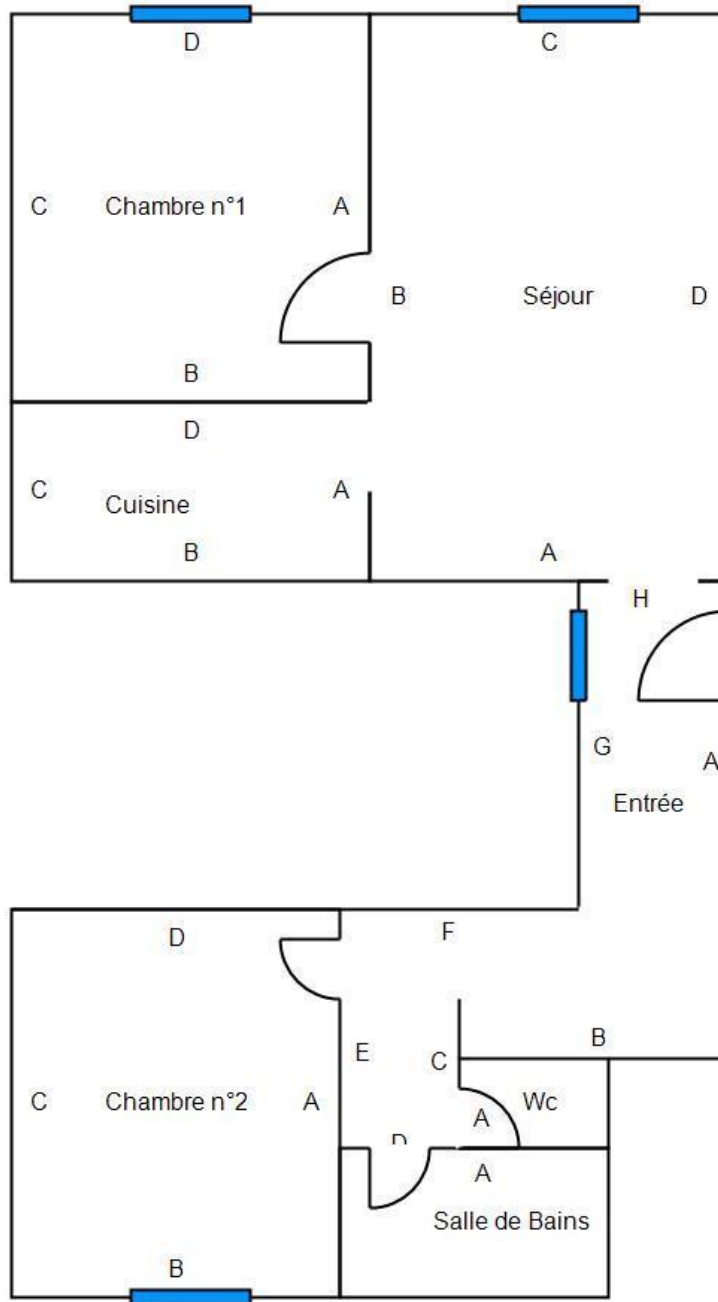 D
C
C Chambre n°1 A
B Séjour D
B
D
C Cuisine A
B
A
H
G
A
Entrée
D
F
B
E
C
C Chambre n°2 A
A
Wc
D
A
Salle de Bains
B